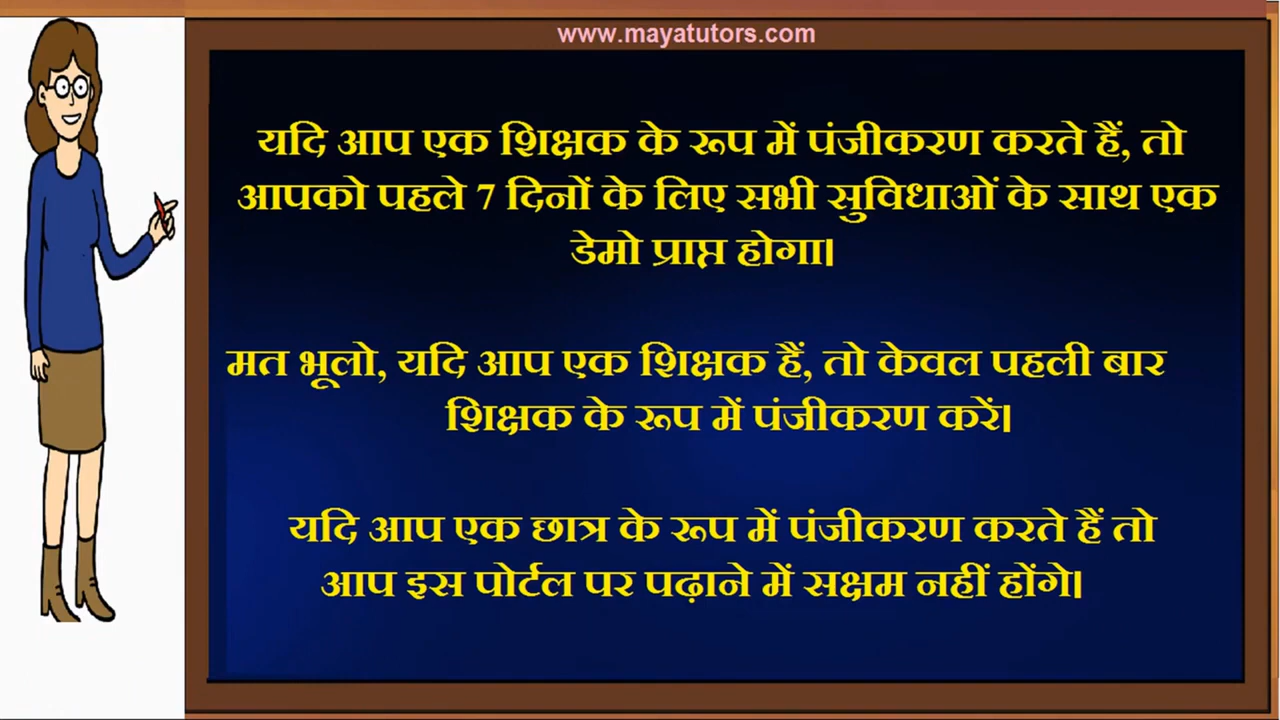 www.mayatutors.com
यदि आप एक शिक्षक के रूप में पंजीकरण करते हैं, तो
आपको पहले 7 दिनों के लिए सभी सुविधाओं के साथ एक
डेमो प्राप्त होगा।
मत भूलो, यदि आप एक शिक्षक हैं, तो केवल पहली बार
शिक्षक के रूप में पंजीकरण करें।
यदि आप एक छात्र के रूप में पंजीकरण करते हैं तो
आप इस पोर्टल पर पढ़ाने में सक्षम नहीं होंगे।